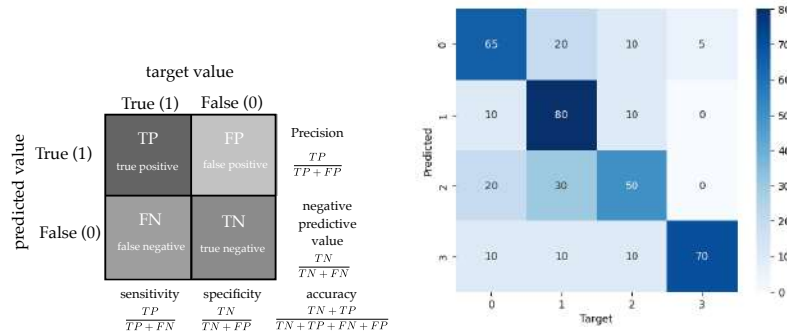 target value
True (1) False (0)
predicted value
True (1)
TP
true positive
FP
false positive
Precision
TP
TP + FP
False (0)
FN
false negative
TN
true negative
negative
predictive
value
TN
TN + FN
sensitivity
TP
TP + FN
specificity
TN
TN + FP
accuracy
TN + TP
TN + TP + FN + FP
Predicted
0 65 20 10 5
1 10 80 10 0
2 20 30 50 0
3 10 10 10 70
0 1 2 3
Target
80
70
60
50
40
30
20
10
0